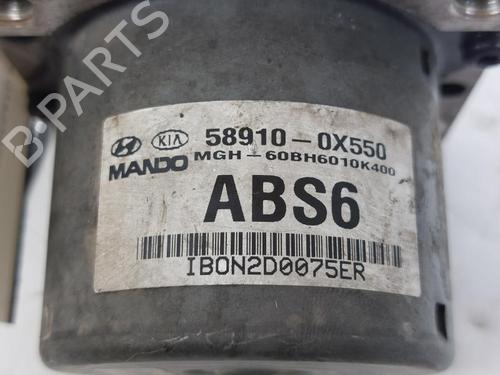 KIA 58910-0X550
MANDO MGH-60BH6010K400
ABS6
IBON2D0075ER
B-PARTS